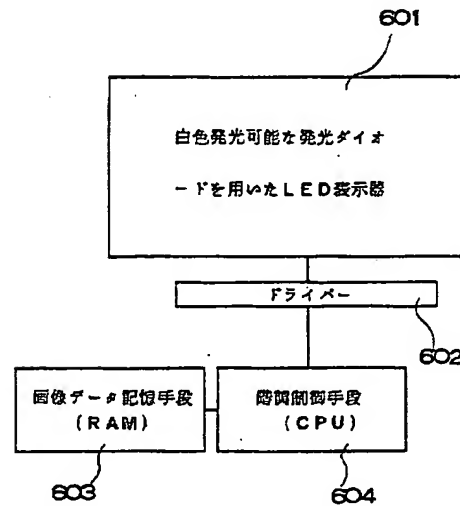 601
白色発光可能な発光ダイオ
ードを用いたLED表示器
ドライバー
602
画像データ記憶手段
(RAM)
階調制御手段
(CPU)
603
604